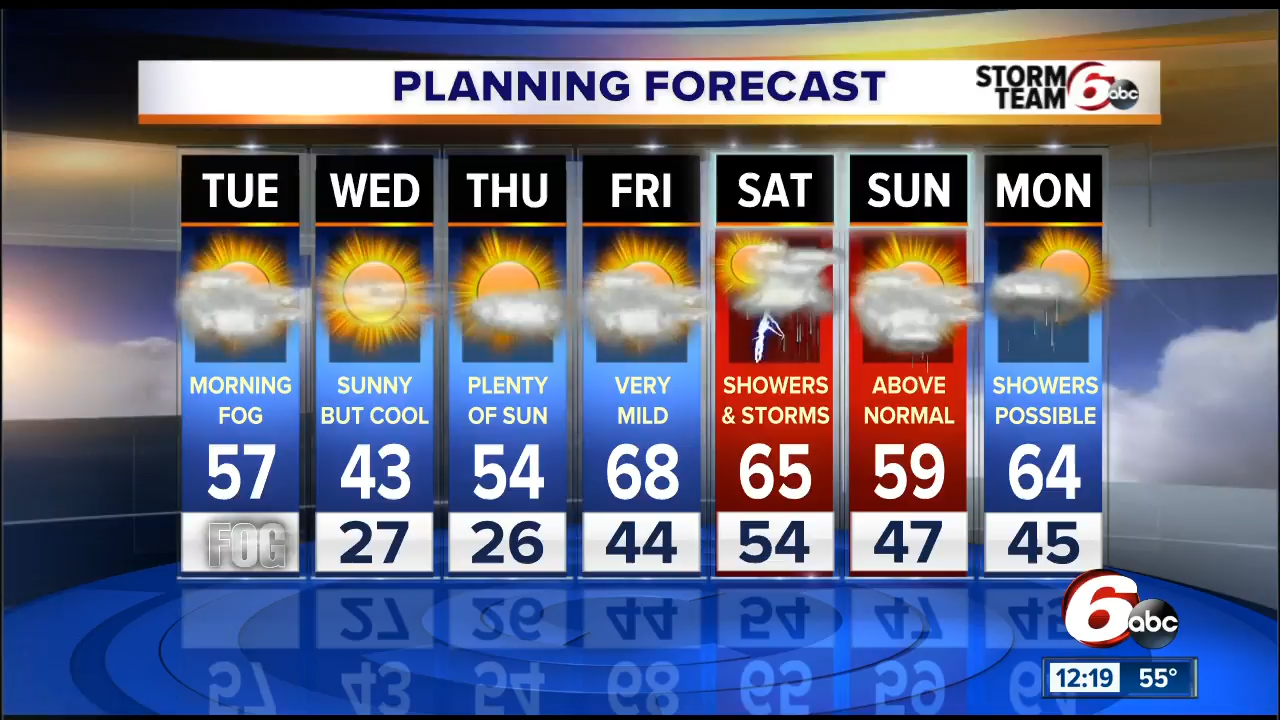 PLANNING FORECAST
STORM
TEAM 6 abc
TUE WED THU FRI SAT SUN MON
MORNING
FOG
SUNNY
BUT COOL
PLENTY
OF SUN
VERY
MILD
SHOWERS
& STORMS
ABOVE
NORMAL
SHOWERS
POSSIBLE
57 43 54 68 65 59 64
FOG 27 26 44 54 47 45
6 abc
12:19 55°